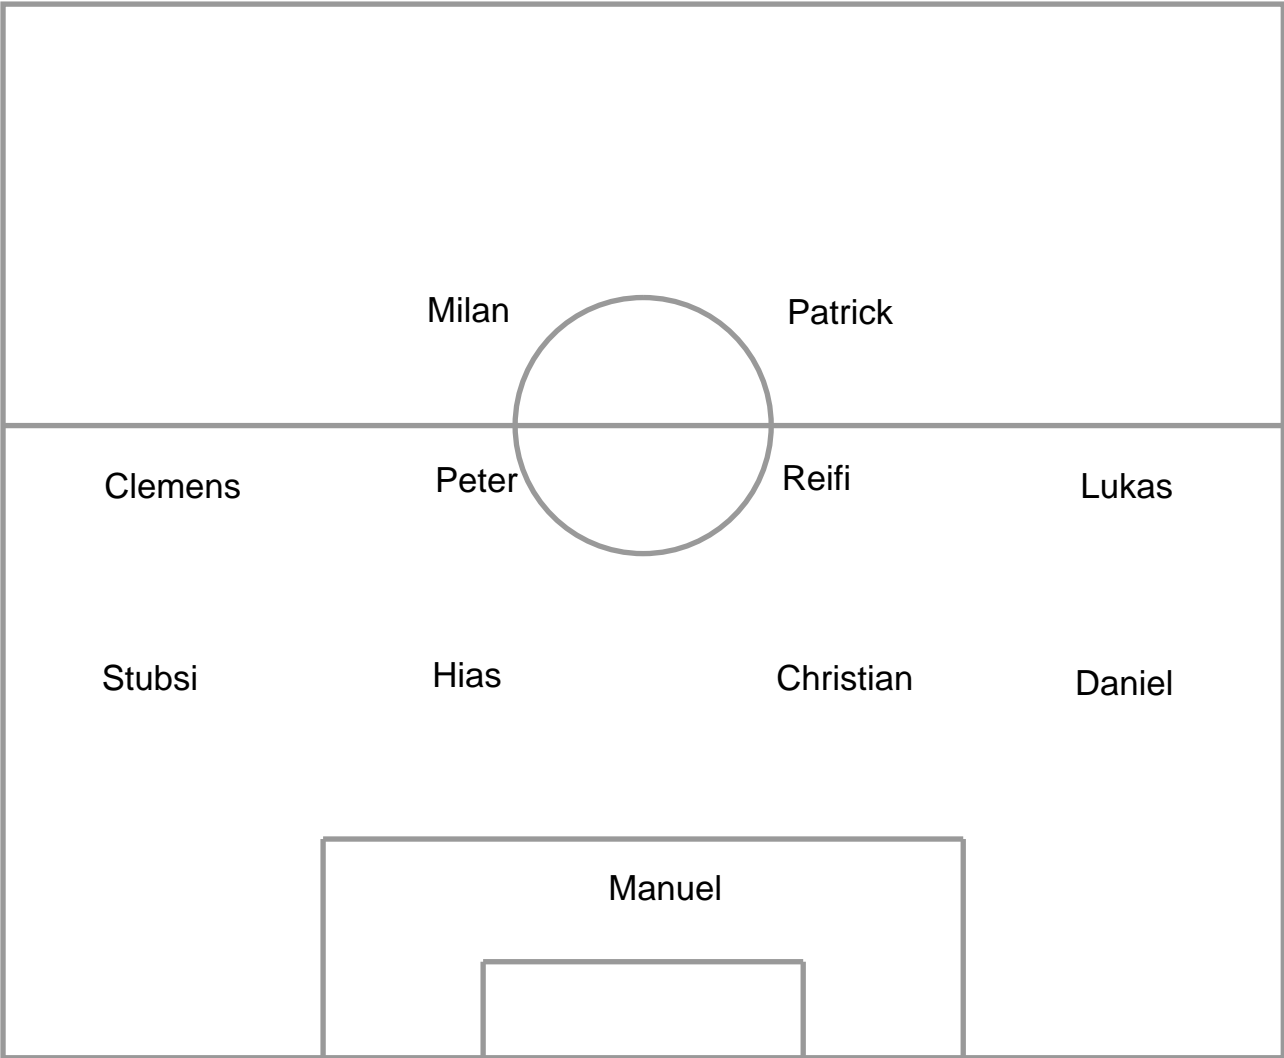 Milan Patrick
Clemens Peter Reifi Lukas
Stubsi Hias Christian Daniel
Manuel